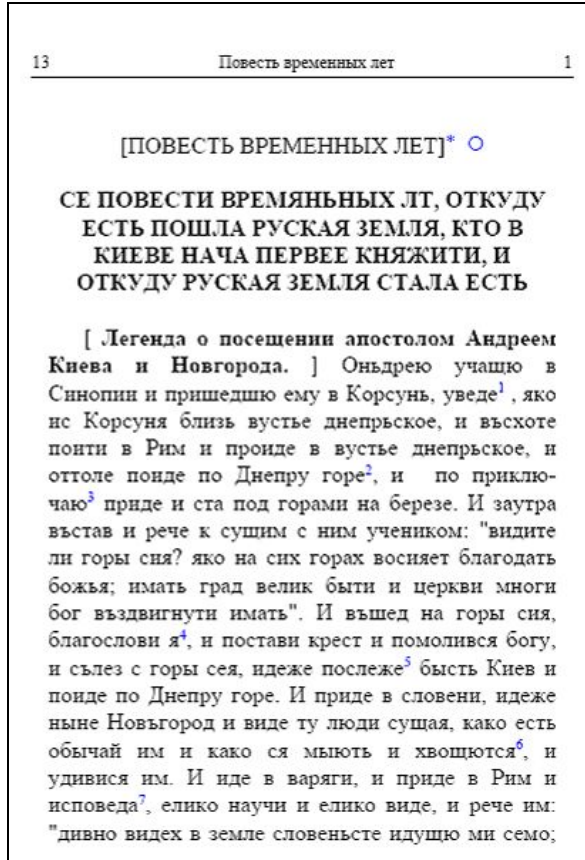 13 Повесть временных лет 1
[ПОВЕСТЬ ВРЕМЕННЫХ ЛЕТ]* ○
СЕ ПОВЕСТИ ВРЕМЯНЬНЫХ ЛТ, ОТКУДУ
ЕСТЬ ПОШЛА РУСКАЯ ЗЕМЛЯ, КТО В
КИЕВЕ НАЧА ПЕРВЕЕ КНЯЖИТИ, И
ОТКУДУ РУСКАЯ ЗЕМЛЯ СТАЛА ЕСТЬ
[ Легенда о посещении апостолом Андреем
Киева и Новгорода. ] Оньдрею учащю в
Синопии и пришедшю ему в Корсунь, уведе1 , яко
ис Корсуня близь вустье днепрьское, и въсхоте
поити в Рим и проиде в вустье днепрьское, и
оттоле поиде по Днепру горе2, и по приклю-
чаю3 приде и ста под горами на березе. И заутра
въстав и рече к сущим с ним учеником: "видите
ли горы сия? яко на сих горах восияет благодать
божья; имать град велик быти и церкви многи
бог въздвигнути имать". И въшед на горы сия,
благослови я4, и постави крест и помолився богу,
и сълез с горы сея, идеже послеже5 бысть Киев и
поиде по Днепру горе. И приде в словени, идеже
ныне Новъгород и виде ту люди сущая, како есть
обычай им и како ся мыють и хвощются6, и
удивися им. И иде в варяги, и приде в Рим и
исповеда7, елико научи и елико виде, и рече им:
"дивно видех в земле словеньсте идущю ми семо;